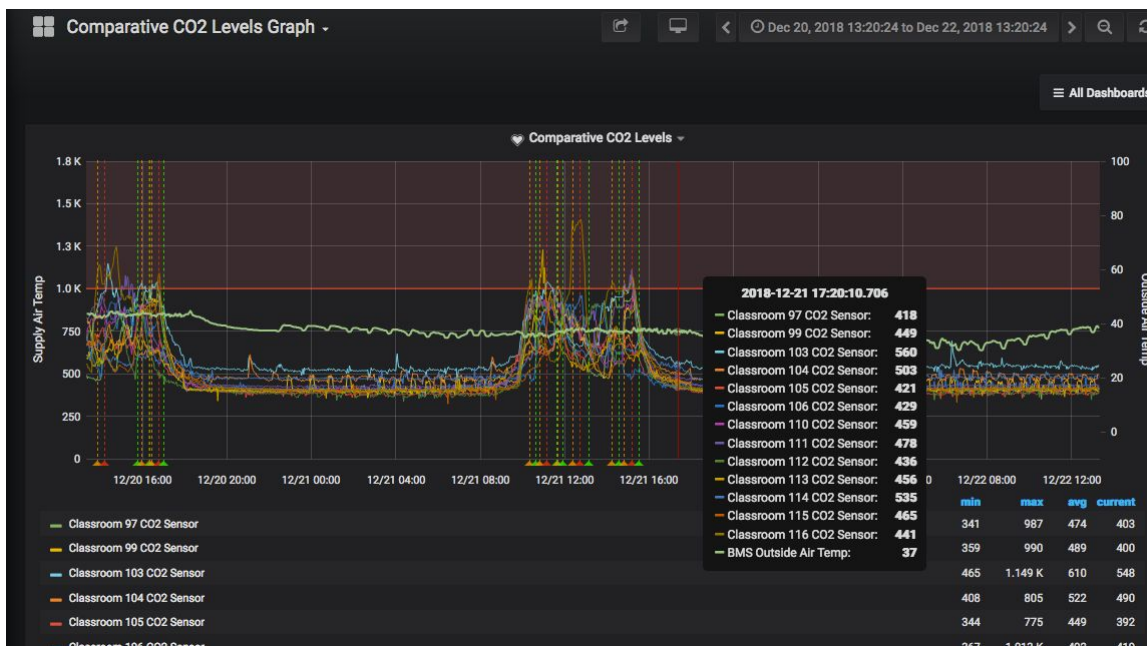 Comparative CO2 Levels Graph
Dec 20, 2018 13:20:24 to Dec 22, 2018 13:20:24
All Dashboards
Comparative CO2 Levels
1.8 K
1.5 K
1.3 K
1.0 K
750
500
250
0
Supply Air Temp
100
80
60
40
20
0
Outside Air Temp
12/20 16:00 12/20 20:00 12/21 00:00 12/21 04:00 12/21 08:00 12/21 12:00 12/21 16:00 0 12/22 08:00 12/22 12:00
2018-12-21 17:20:10.706
Classroom 97 CO2 Sensor: 418
Classroom 99 CO2 Sensor: 449
Classroom 103 CO2 Sensor: 560
Classroom 104 CO2 Sensor: 503
Classroom 105 CO2 Sensor: 421
Classroom 106 CO2 Sensor: 429
Classroom 110 CO2 Sensor: 459
Classroom 111 CO2 Sensor: 478
Classroom 112 CO2 Sensor: 436
Classroom 113 CO2 Sensor: 456
Classroom 114 CO2 Sensor: 535
Classroom 115 CO2 Sensor: 465
Classroom 116 CO2 Sensor: 441
BMS Outside Air Temp: 37
min max avg current
Classroom 97 CO2 Sensor 341 987 474 403
Classroom 99 CO2 Sensor 359 990 489 400
Classroom 103 CO2 Sensor 465 1.149 K 610 548
Classroom 104 CO2 Sensor 408 805 522 490
Classroom 105 CO2 Sensor 344 775 449 392
Classroom 106 CO2 Sensor